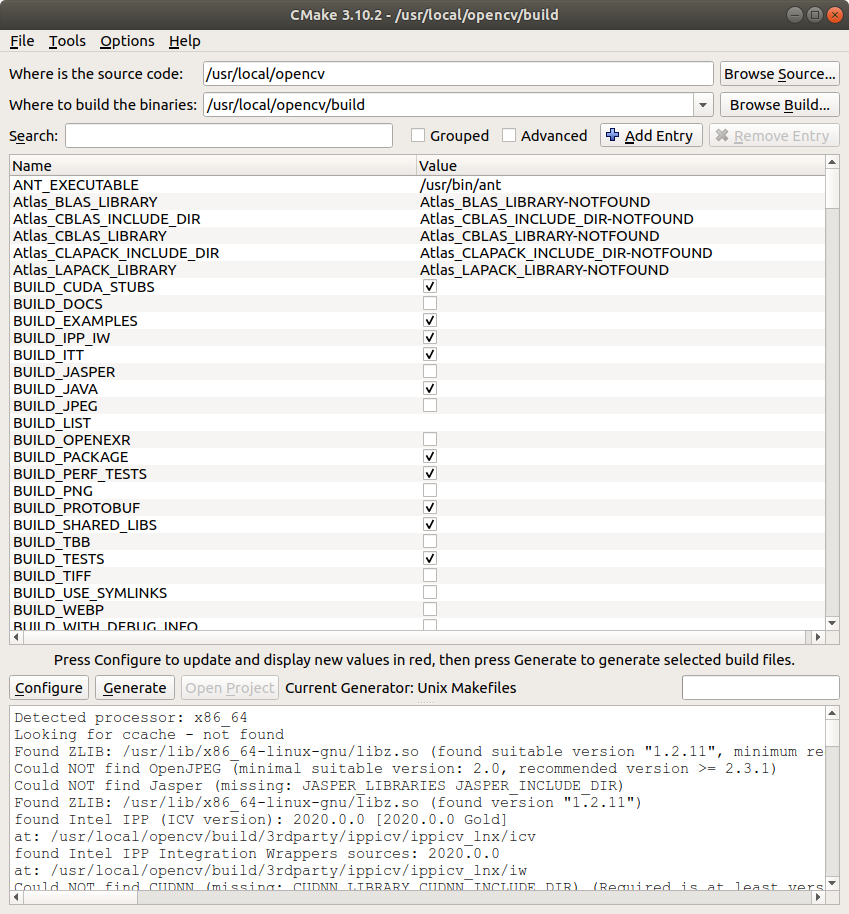 CMake 3.10.2 - /usr/local/opencv/build
File Tools Options Help
Where is the source code: /usr/local/opencv Browse Source...
Where to build the binaries: /usr/local/opencv/build Browse Build...
Search: Grouped Advanced Add Entry Remove Entry
Name Value
ANT_EXECUTABLE /usr/bin/ant
Atlas_BLAS_LIBRARY Atlas_BLAS_LIBRARY-NOTFOUND
Atlas_CBLAS_INCLUDE_DIR Atlas_CBLAS_INCLUDE_DIR-NOTFOUND
Atlas_CBLAS_LIBRARY Atlas_CBLAS_LIBRARY-NOTFOUND
Atlas_CLAPACK_INCLUDE_DIR Atlas_CLAPACK_INCLUDE_DIR-NOTFOUND
Atlas_LAPACK_LIBRARY Atlas_LAPACK_LIBRARY-NOTFOUND
BUILD_CUDA_STUBS
BUILD_DOCS
BUILD_EXAMPLES
BUILD_IPP_IW
BUILD_ITT
BUILD_JASPER
BUILD_JAVA
BUILD_JPEG
BUILD_LIST
BUILD_OPENEXR
BUILD_PACKAGE
BUILD_PERF_TESTS
BUILD_PNG
BUILD_PROTOBUF
BUILD_SHARED_LIBS
BUILD_TBB
BUILD_TESTS
BUILD_TIFF
BUILD_USE_SYMLINKS
BUILD_WEBP
BUILD_WITH_DEBUG_INFO
Press Configure to update and display new values in red, then press Generate to generate selected build files.
Configure Generate Open Project Current Generator: Unix Makefiles
Detected processor: x86_64
Looking for ccache - not found
Found ZLIB: /usr/lib/x86_64-linux-gnu/libz.so (found suitable version "1.2.11", minimum re
Could NOT find OpenJPEG (minimal suitable version: 2.0, recommended version >= 2.3.1)
Could NOT find Jasper (missing: JASPER_LIBRARIES JASPER_INCLUDE_DIR)
Found ZLIB: /usr/lib/x86_64-linux-gnu/libz.so (found version "1.2.11")
found Intel IPP (ICV version): 2020.0.0 [2020.0.0 Gold]
at: /usr/local/opencv/build/3rdparty/ippicv/ippicv_lnx/icv
found Intel IPP Integration Wrappers sources: 2020.0.0
at: /usr/local/opencv/build/3rdparty/ippicv/ippicv_lnx/iw
Could NOT find CUDNN (missing: CUDNN_LIBRARY CUDNN_INCLUDE_DIR) (Required is at least vers